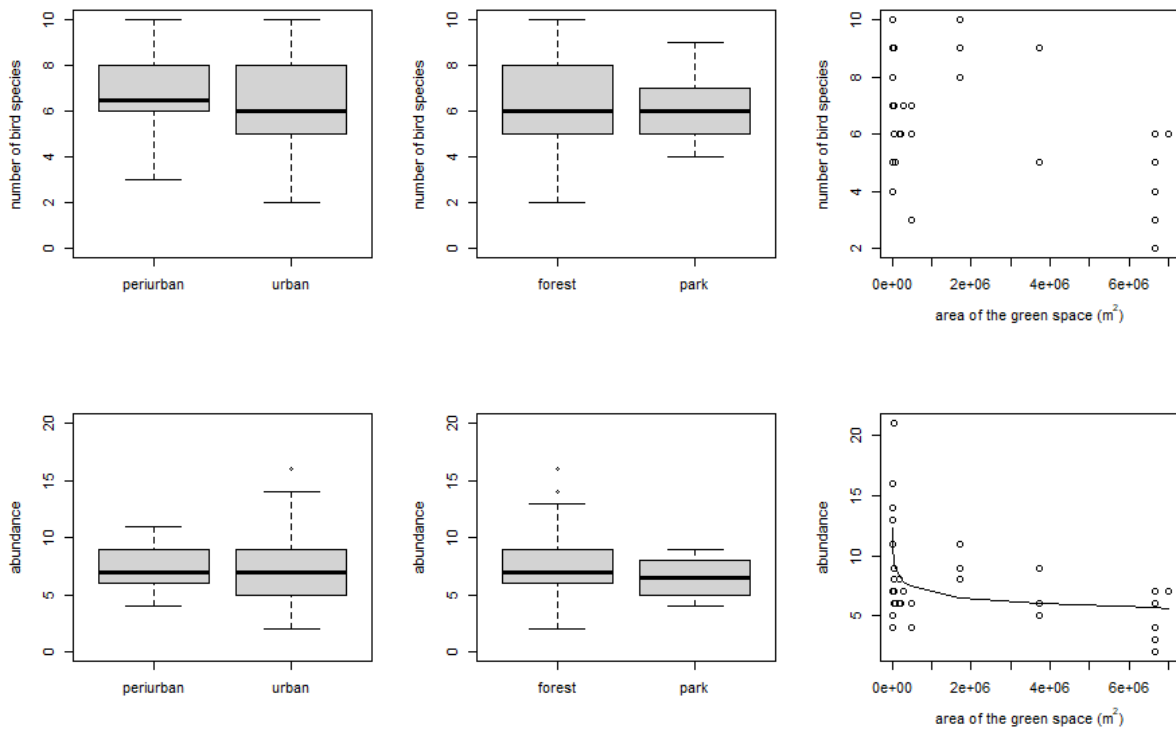 number of bird species
10
8
6
4
2
0
periurban
urban
number of bird species
10
8
6
4
2
0
forest
park
number of bird species
10
8
6
4
2
0e+00
2e+06
4e+06
6e+06
area of the green space (m²)
abundance
20
15
10
5
0
periurban
urban
abundance
20
15
10
5
0
forest
park
abundance
20
15
10
5
0e+00
2e+06
4e+06
6e+06
area of the green space (m²)